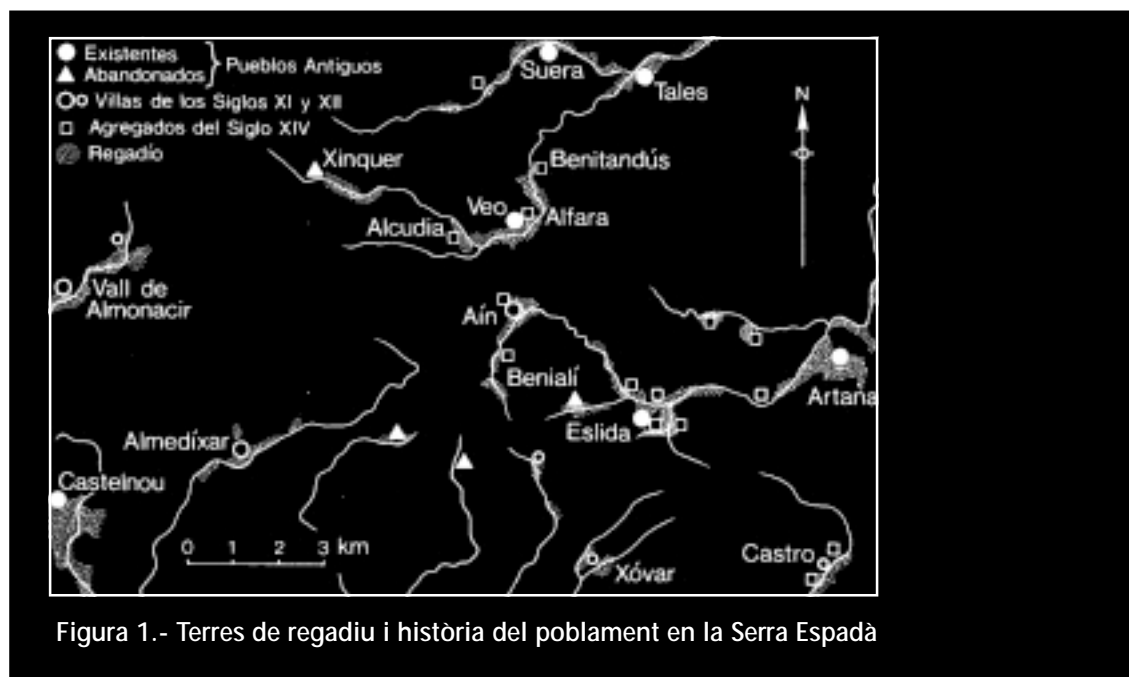 Existentes
Abandonados
Pueblos Antiguos
Villas de los Siglos XI y XII
Agregados del Siglo XIV
Regadío
Suera
Tales
N
Xinquer
Benitandús
Veo
Alfara
Alcudia
Vall de
Almonacir
Aín
Benialí
Artana
Eslida
Almedíxar
Castelnou
0 1 2 3 km
Castro
Xóvar
Figura 1.- Terres de regadiu i història del poblament en la Serra Espadà